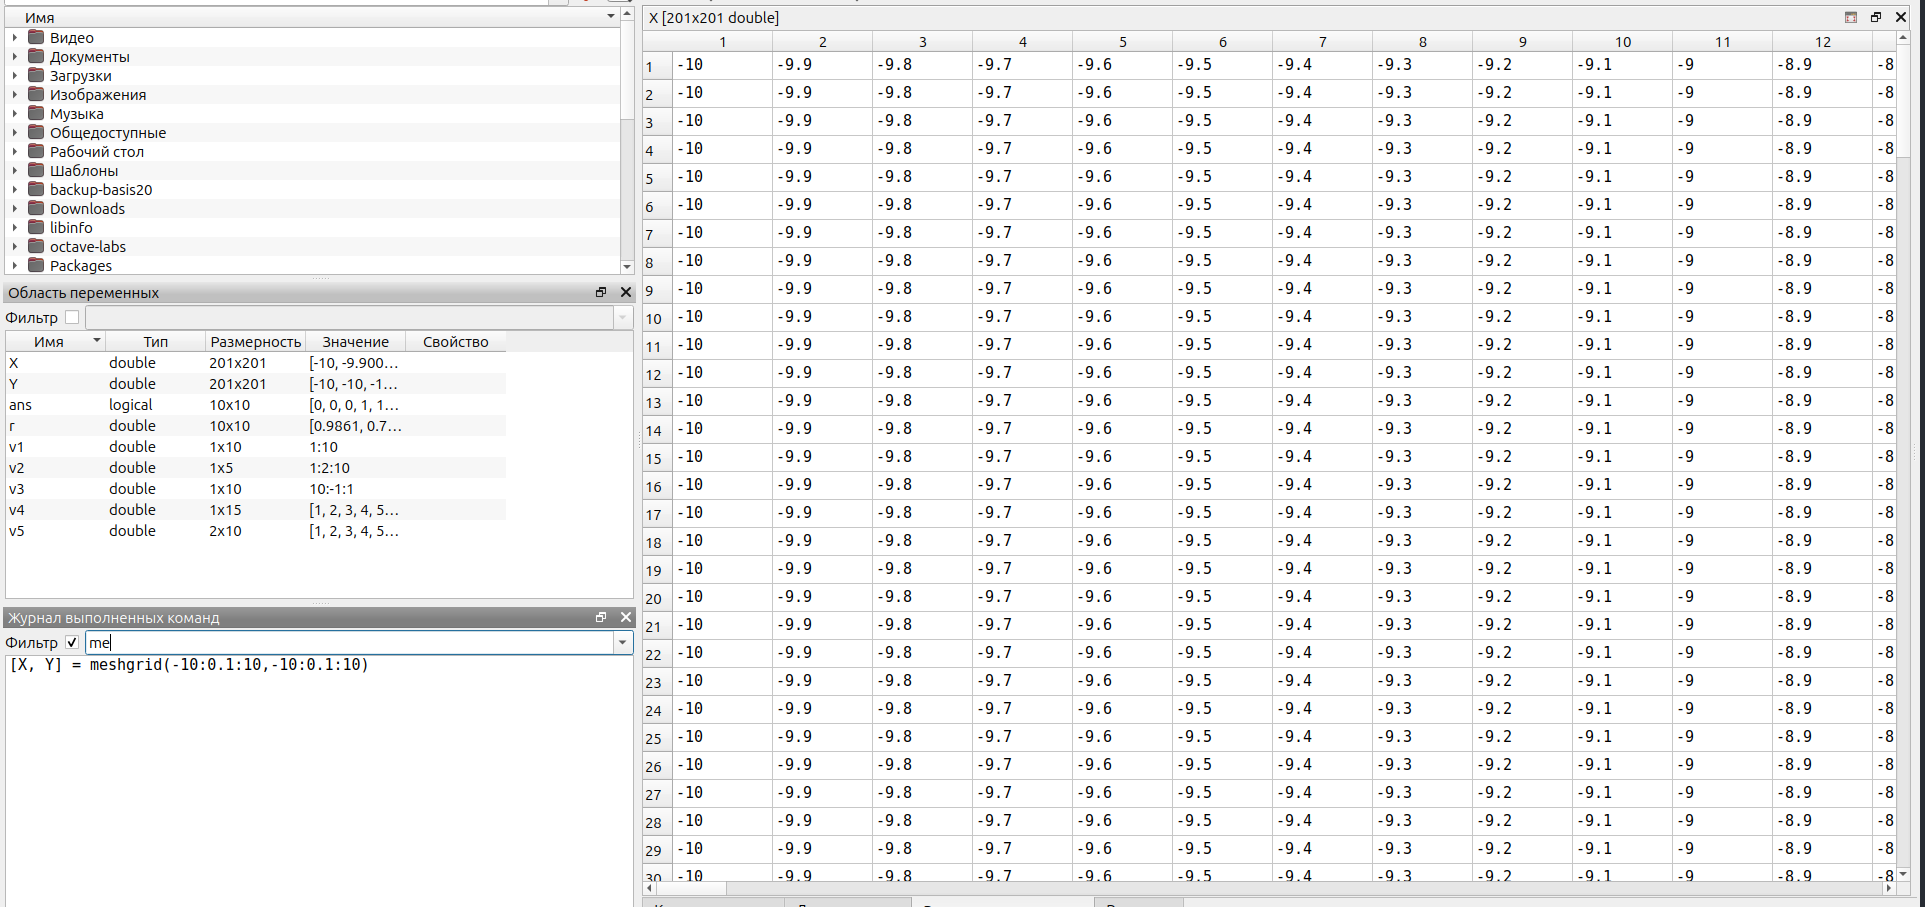 Имя
Видео
Документы
Загрузки
Изображения
Музыка
Общедоступные
Рабочий стол
Шаблоны
backup-basis20
Downloads
libinfo
octave-labs
Packages
Область переменных
Фильтр
Имя Тип Размерность Значение Свойство
X double 201x201 [-10, -9.900...
Y double 201x201 [-10, -10, -1...
ans logical 10x10 [0, 0, 0, 1, 1...
r double 10x10 [0.9861, 0.7...
v1 double 1x10 1:10
v2 double 1x5 1:2:10
v3 double 1x10 10:-1:1
v4 double 1x15 [1, 2, 3, 4, 5...
v5 double 2x10 [1, 2, 3, 4, 5...
Журнал выполненных команд
Фильтр me
[X, Y] = meshgrid(-10:0.1:10,-10:0.1:10)
X [201x201 double]
1 2 3 4 5 6 7 8 9 10 11 12
1 -10 -9.9 -9.8 -9.7 -9.6 -9.5 -9.4 -9.3 -9.2 -9.1 -9 -8.9 -8
2 -10 -9.9 -9.8 -9.7 -9.6 -9.5 -9.4 -9.3 -9.2 -9.1 -9 -8.9 -8
3 -10 -9.9 -9.8 -9.7 -9.6 -9.5 -9.4 -9.3 -9.2 -9.1 -9 -8.9 -8
4 -10 -9.9 -9.8 -9.7 -9.6 -9.5 -9.4 -9.3 -9.2 -9.1 -9 -8.9 -8
5 -10 -9.9 -9.8 -9.7 -9.6 -9.5 -9.4 -9.3 -9.2 -9.1 -9 -8.9 -8
6 -10 -9.9 -9.8 -9.7 -9.6 -9.5 -9.4 -9.3 -9.2 -9.1 -9 -8.9 -8
7 -10 -9.9 -9.8 -9.7 -9.6 -9.5 -9.4 -9.3 -9.2 -9.1 -9 -8.9 -8
8 -10 -9.9 -9.8 -9.7 -9.6 -9.5 -9.4 -9.3 -9.2 -9.1 -9 -8.9 -8
9 -10 -9.9 -9.8 -9.7 -9.6 -9.5 -9.4 -9.3 -9.2 -9.1 -9 -8.9 -8
10 -10 -9.9 -9.8 -9.7 -9.6 -9.5 -9.4 -9.3 -9.2 -9.1 -9 -8.9 -8
11 -10 -9.9 -9.8 -9.7 -9.6 -9.5 -9.4 -9.3 -9.2 -9.1 -9 -8.9 -8
12 -10 -9.9 -9.8 -9.7 -9.6 -9.5 -9.4 -9.3 -9.2 -9.1 -9 -8.9 -8
13 -10 -9.9 -9.8 -9.7 -9.6 -9.5 -9.4 -9.3 -9.2 -9.1 -9 -8.9 -8
14 -10 -9.9 -9.8 -9.7 -9.6 -9.5 -9.4 -9.3 -9.2 -9.1 -9 -8.9 -8
15 -10 -9.9 -9.8 -9.7 -9.6 -9.5 -9.4 -9.3 -9.2 -9.1 -9 -8.9 -8
16 -10 -9.9 -9.8 -9.7 -9.6 -9.5 -9.4 -9.3 -9.2 -9.1 -9 -8.9 -8
17 -10 -9.9 -9.8 -9.7 -9.6 -9.5 -9.4 -9.3 -9.2 -9.1 -9 -8.9 -8
18 -10 -9.9 -9.8 -9.7 -9.6 -9.5 -9.4 -9.3 -9.2 -9.1 -9 -8.9 -8
19 -10 -9.9 -9.8 -9.7 -9.6 -9.5 -9.4 -9.3 -9.2 -9.1 -9 -8.9 -8
20 -10 -9.9 -9.8 -9.7 -9.6 -9.5 -9.4 -9.3 -9.2 -9.1 -9 -8.9 -8
21 -10 -9.9 -9.8 -9.7 -9.6 -9.5 -9.4 -9.3 -9.2 -9.1 -9 -8.9 -8
22 -10 -9.9 -9.8 -9.7 -9.6 -9.5 -9.4 -9.3 -9.2 -9.1 -9 -8.9 -8
23 -10 -9.9 -9.8 -9.7 -9.6 -9.5 -9.4 -9.3 -9.2 -9.1 -9 -8.9 -8
24 -10 -9.9 -9.8 -9.7 -9.6 -9.5 -9.4 -9.3 -9.2 -9.1 -9 -8.9 -8
25 -10 -9.9 -9.8 -9.7 -9.6 -9.5 -9.4 -9.3 -9.2 -9.1 -9 -8.9 -8
26 -10 -9.9 -9.8 -9.7 -9.6 -9.5 -9.4 -9.3 -9.2 -9.1 -9 -8.9 -8
27 -10 -9.9 -9.8 -9.7 -9.6 -9.5 -9.4 -9.3 -9.2 -9.1 -9 -8.9 -8
28 -10 -9.9 -9.8 -9.7 -9.6 -9.5 -9.4 -9.3 -9.2 -9.1 -9 -8.9 -8
29 -10 -9.9 -9.8 -9.7 -9.6 -9.5 -9.4 -9.3 -9.2 -9.1 -9 -8.9 -8
30 -10 -9.9 -9.8 -9.7 -9.6 -9.5 -9.4 -9.3 -9.2 -9.1 -9 -8.9 -8